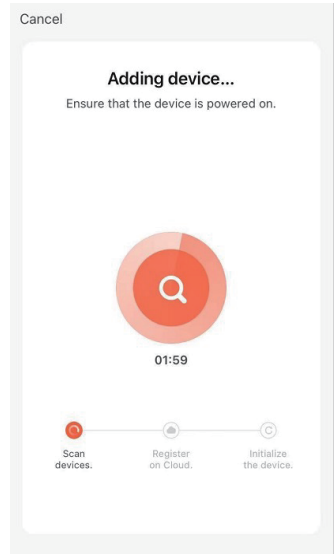 Cancel
Adding device...
Ensure that the device is powered on.
01:59
Scan
devices.
Register
on Cloud.
Initialize
the device.